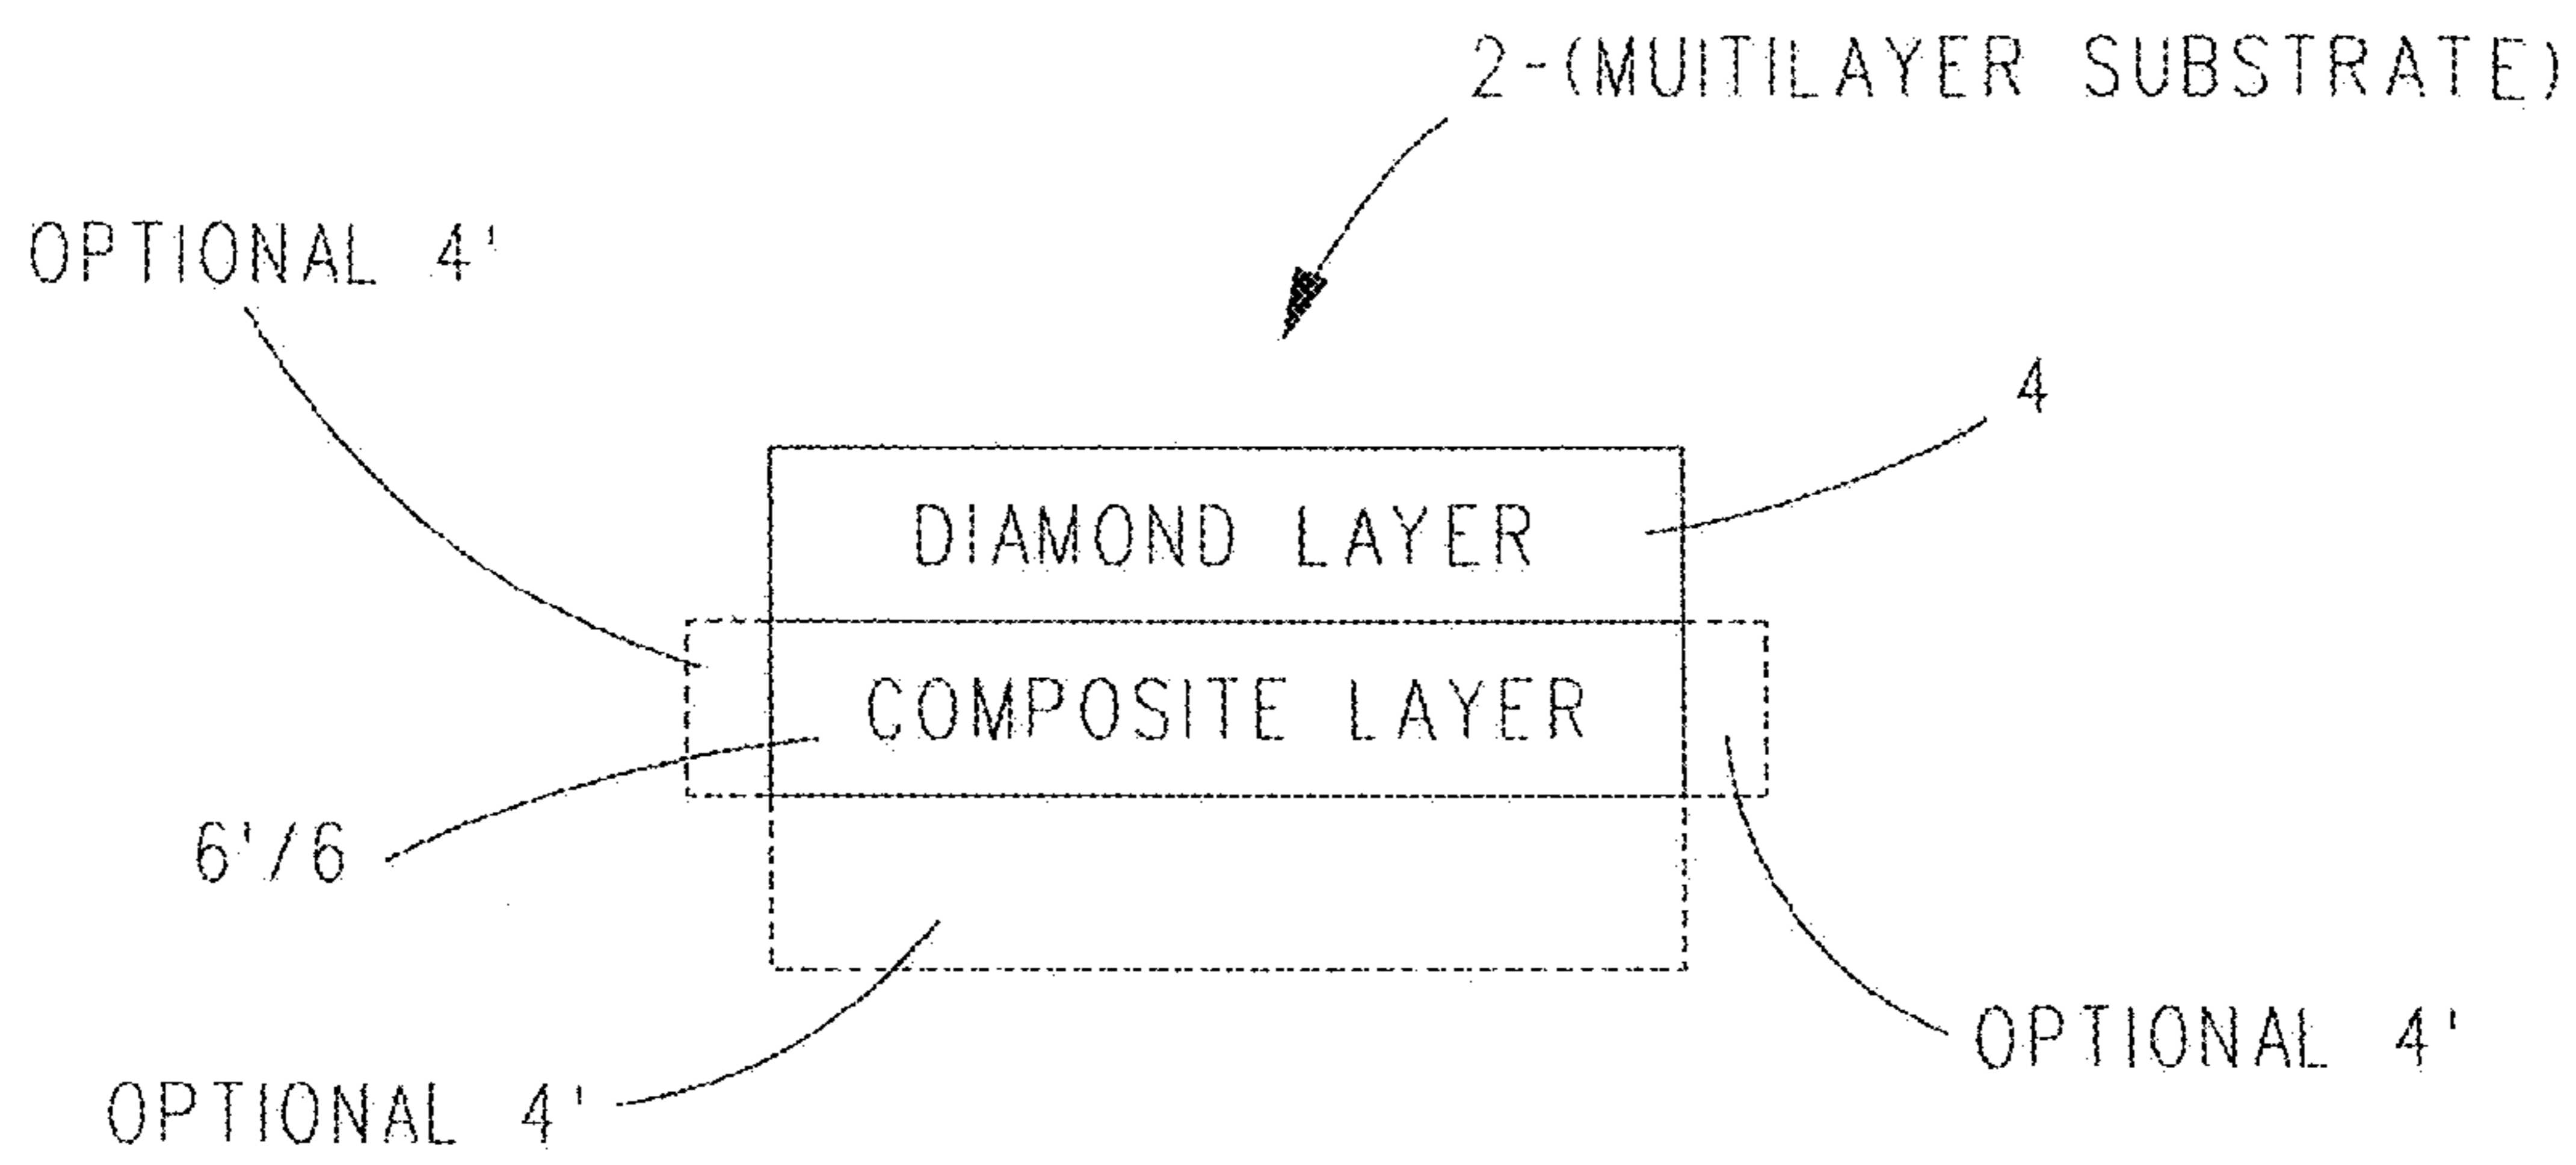 2-(MUITILAYER SUBSTRATE)
OPTIONAL 4'
4
DIAMOND LAYER
COMPOSITE LAYER
6'/6
OPTIONAL 4'
OPTIONAL 4'